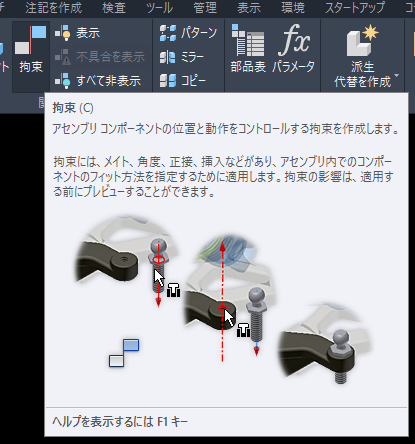 注記を作成 検査 ツール 管理 表示 環境 スタートアップ
拘束 表示 パターン
不具合を表示 ミラー
すべて非表示 コピー
部品表 fx パラメータ 派生
代替を作成
拘束 (C)
アセンブリ コンポーネントの位置と動作をコントロールする拘束を作成します。
拘束には、メイト、角度、正接、挿入などがあり、アセンブリ内でのコンポー
ネントのフィット方法を指定するために適用します。拘束の影響は、適用す
る前にプレビューすることができます。
ヘルプを表示するには F1 キー